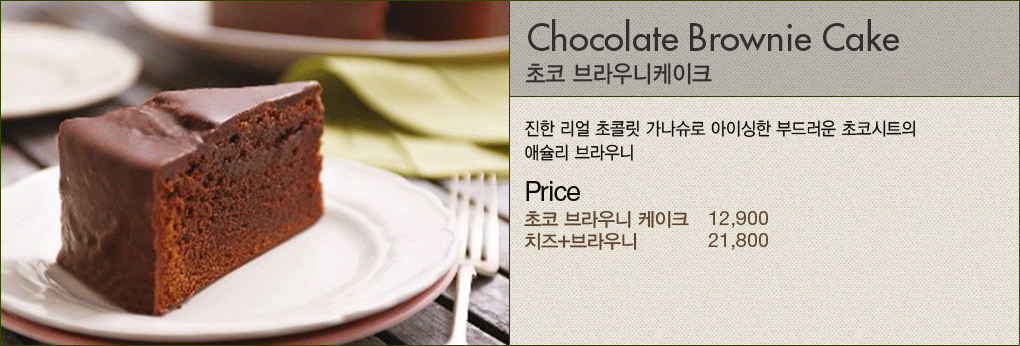 Chocolate Brownie Cake
초코 브라우니케이크
진한 리얼 초콜릿 가나슈로 아이싱한 부드러운 초코시트의
애슐리 브라우니
Price
초코 브라우니 케이크 12,900
치즈+브라우니 21,800